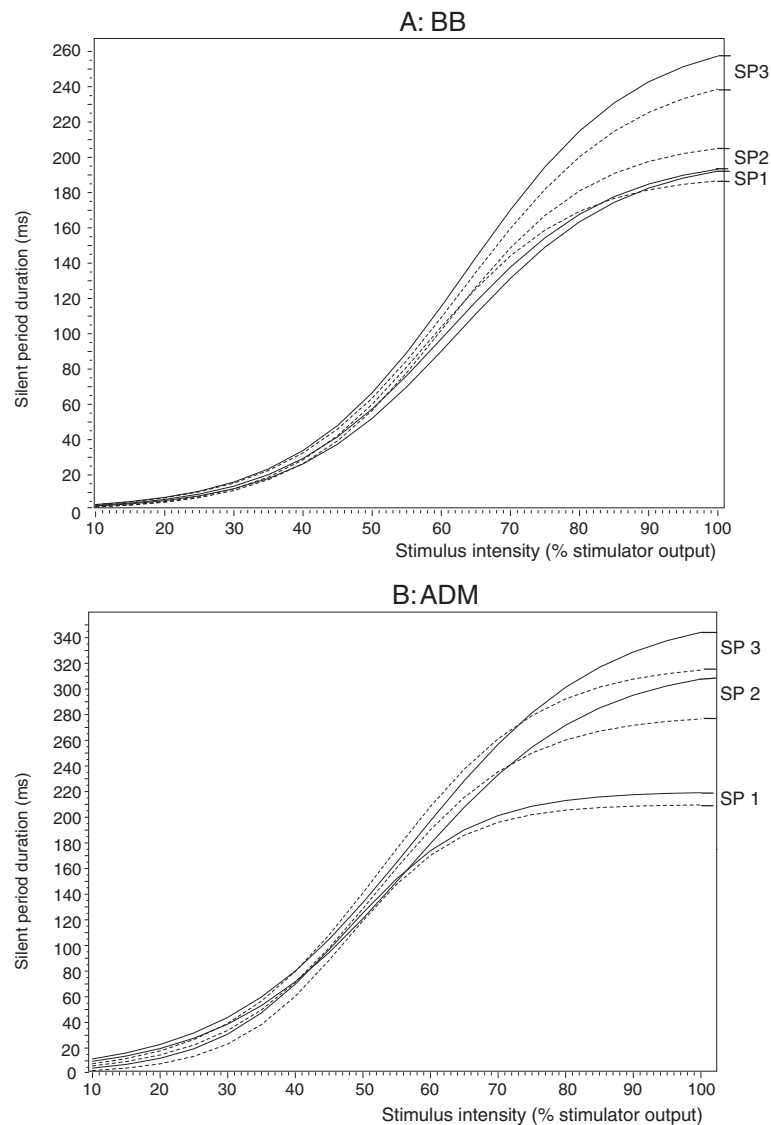 A: BB
260
240
220
200
180
160
140
120
100
80
60
40
20
0
Silent period duration (ms)
SP3
SP2
SP1
10 20 30 40 50 60 70 80 90 100
Stimulus intensity (% stimulator output)
B: ADM
340
320
300
280
260
240
220
200
180
160
140
120
100
80
60
40
20
0
Silent period duration (ms)
SP 3
SP 2
SP 1
10 20 30 40 50 60 70 80 90 100
Stimulus intensity (% stimulator output)